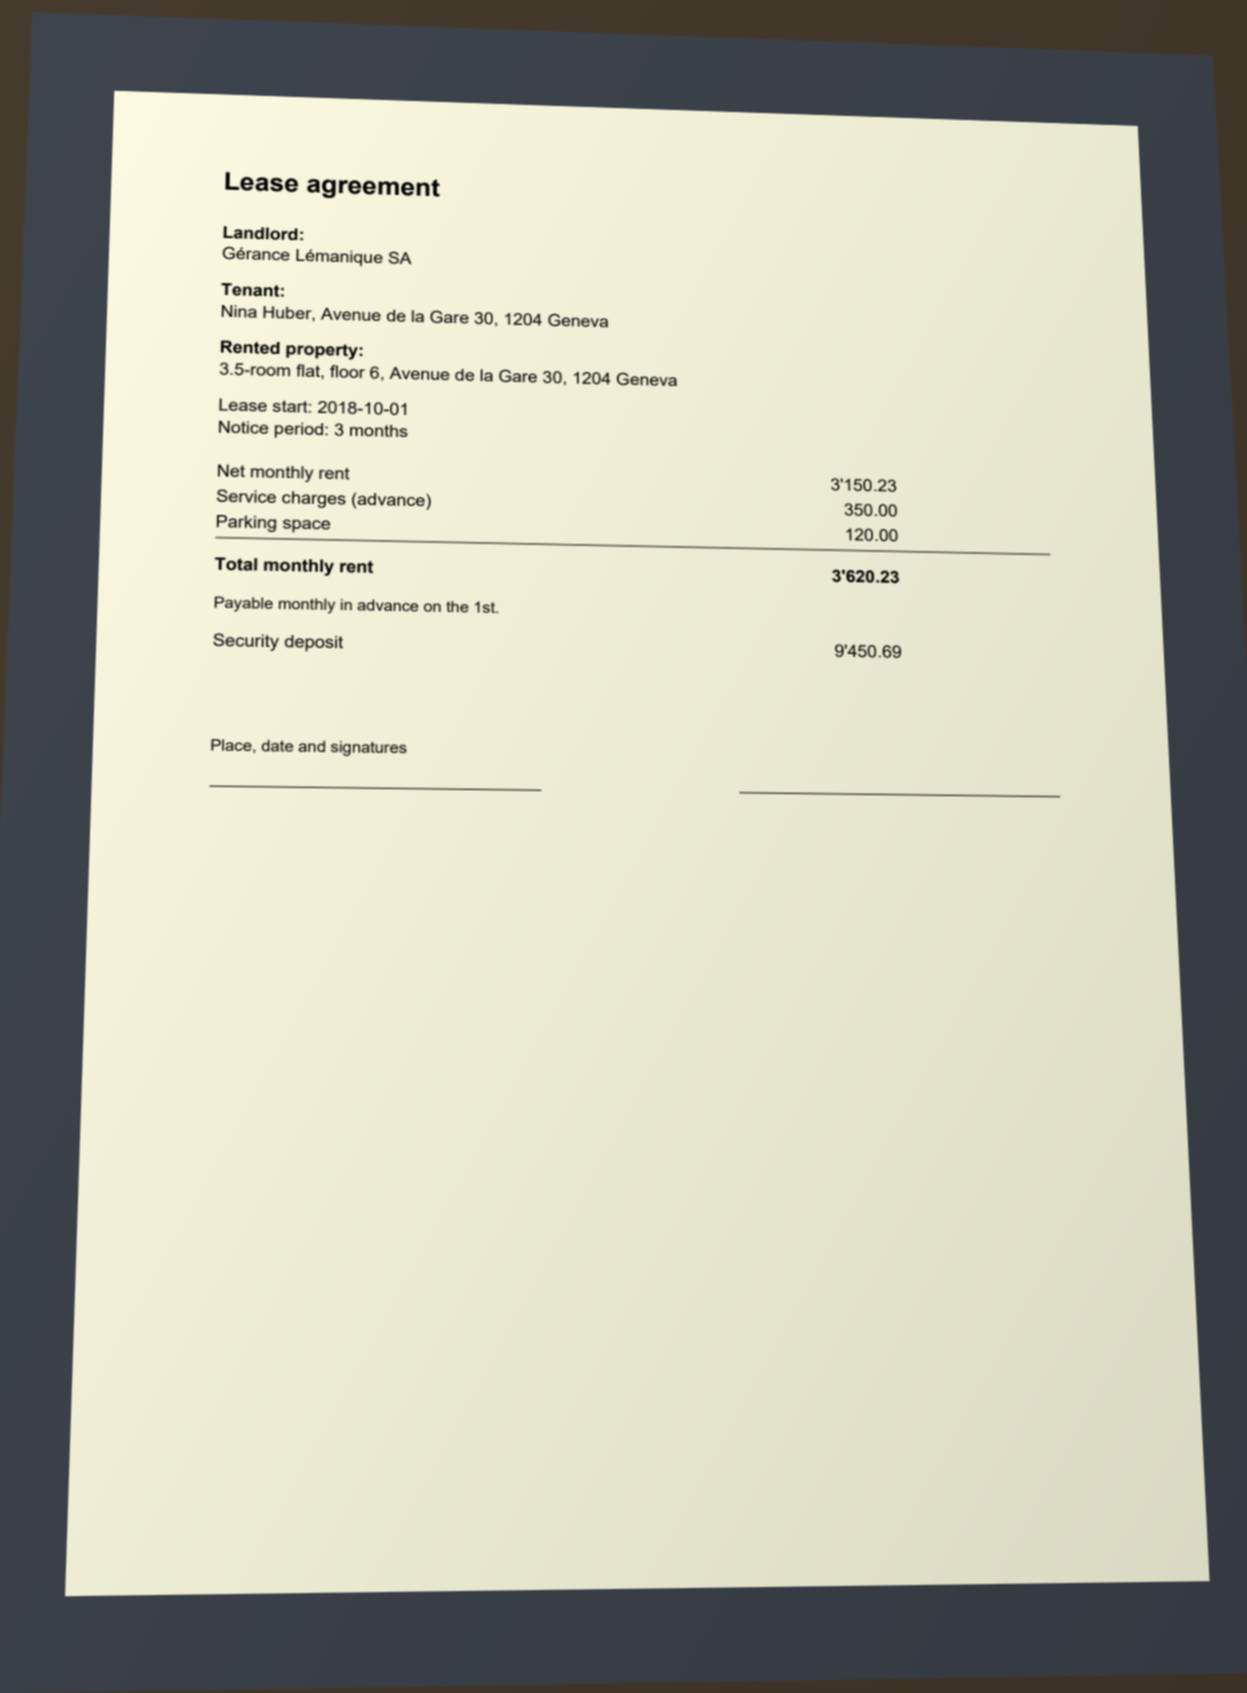 Lease agreement
Landlord:
Gérance Lémanique SA
Tenant:
Nina Huber, Avenue de la Gare 30, 1204 Geneva
Rented property:
3.5-room flat, floor 6, Avenue de la Gare 30, 1204 Geneva
Lease start: 2018-10-01
Notice period: 3 months
Net monthly rent 3'150.23
Service charges (advance) 350.00
Parking space 120.00
Total monthly rent 3'620.23
Payable monthly in advance on the 1st.
Security deposit 9'450.69
Place, date and signatures